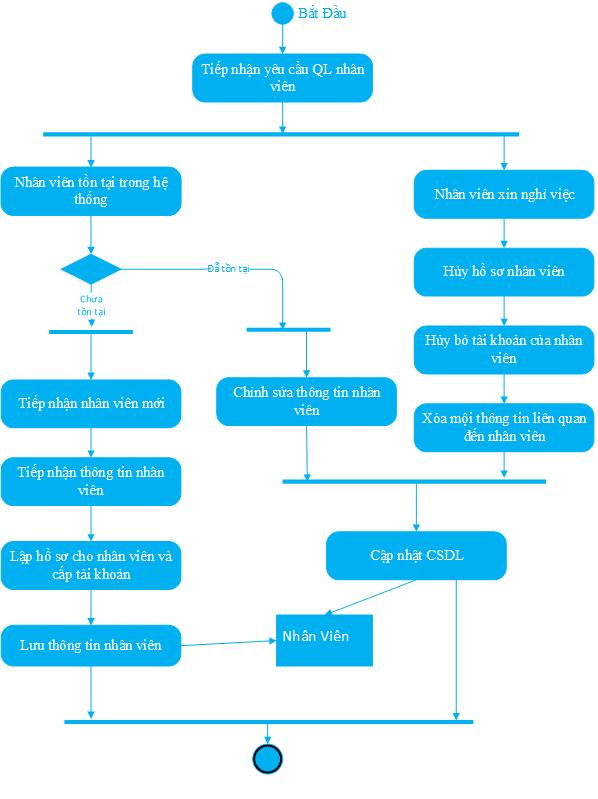 Bắt Đầu
Tiếp nhận yêu cầu QL nhân
viên
Nhân viên tồn tại trong hệ
thống
Nhân viên xin nghỉ việc
Đẫ tồn tại
Hủy hồ sơ nhân viên
Chưa
tồn tại
Hủy bỏ tài khoản của nhân
viên
Tiếp nhận nhân viên mới
Chỉnh sửa thông tin nhân
viên
Xóa mội thông tin liên quan
đến nhân viên
Tiếp nhận thông tin nhân
viên
Lập hồ sơ cho nhân viên và
cấp tài khoản
Cập nhật CSDL
Lưu thông tin nhân viên
Nhân Viên